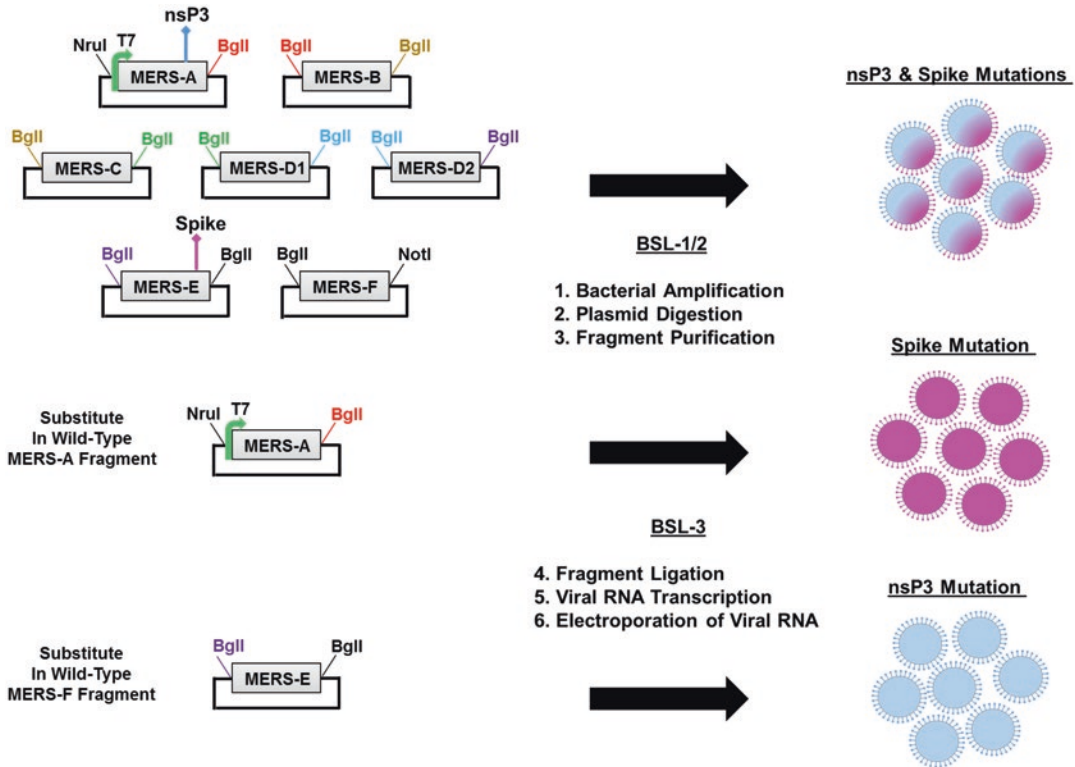 nsP3
NruI T7 BglI
MERS-A
BglI BglI
MERS-B
nsP3 & Spike Mutations
BglI BglI
MERS-C
BglI BglI
MERS-D1
BglI BglI
MERS-D2
Spike
BglI BglI
MERS-E
BglI NotI
MERS-F
BSL-1/2
1. Bacterial Amplification
2. Plasmid Digestion
3. Fragment Purification
Spike Mutation
Substitute
In Wild-Type
MERS-A Fragment
NruI T7 BglI
MERS-A
BSL-3
4. Fragment Ligation
5. Viral RNA Transcription
6. Electroporation of Viral RNA
nsP3 Mutation
Substitute
In Wild-Type
MERS-F Fragment
BglI BglI
MERS-E